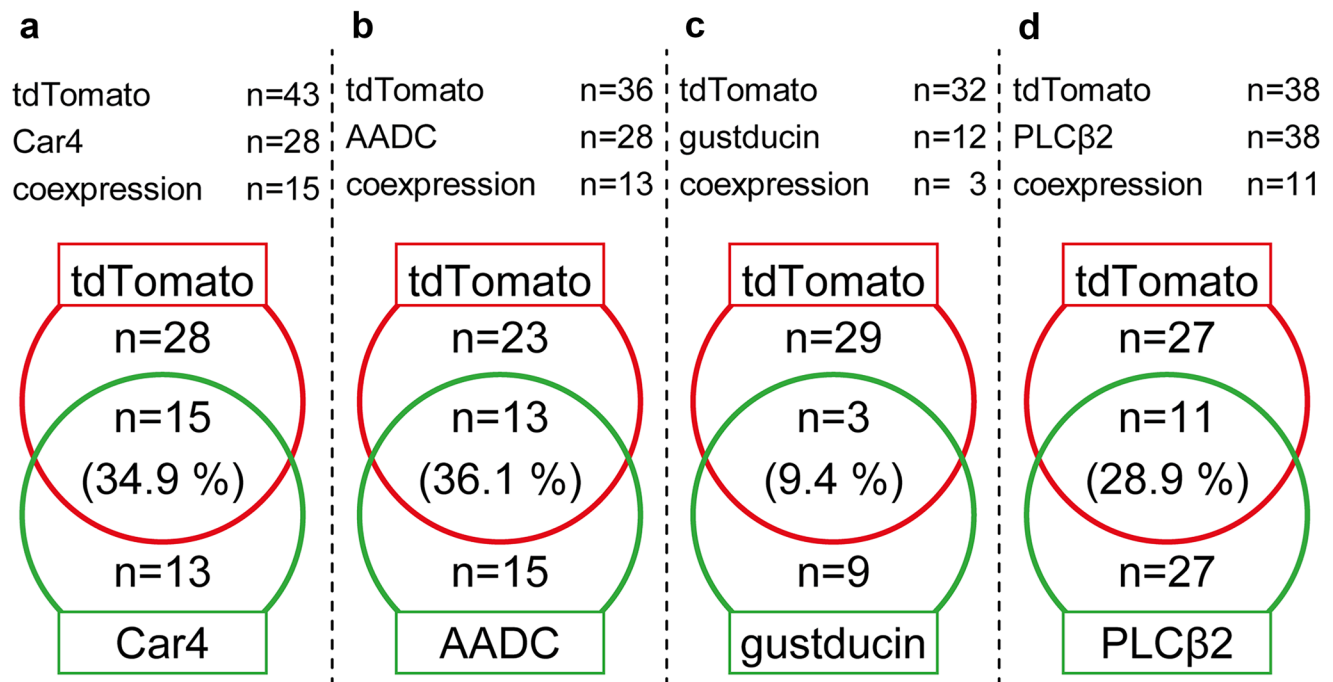 a
tdTomato n=43
Car4 n=28
coexpression n=15
tdTomato
n=28
n=15
(34.9 %)
n=13
Car4
b
tdTomato n=36
AADC n=28
coexpression n=13
tdTomato
n=23
n=13
(36.1 %)
n=15
AADC
c
tdTomato n=32
gustducin n=12
coexpression n= 3
tdTomato
n=29
n=3
(9.4 %)
n=9
gustducin
d
tdTomato n=38
PLCβ2 n=38
coexpression n=11
tdTomato
n=27
n=11
(28.9 %)
n=27
PLCβ2